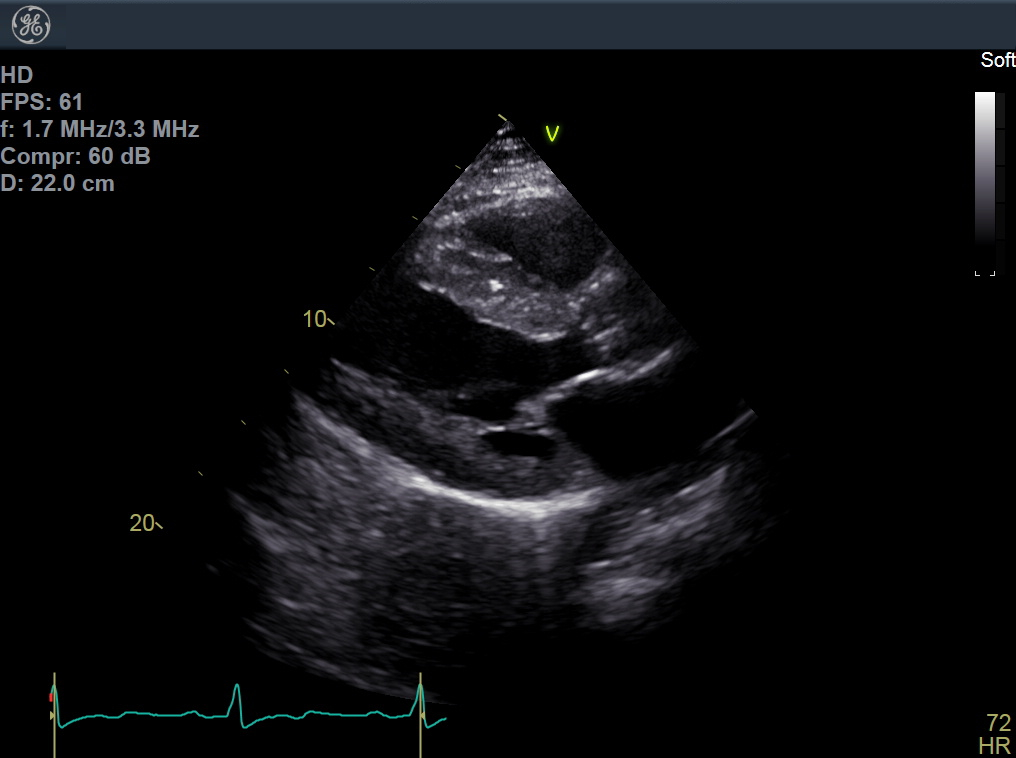 GE
Soft
HD
FPS: 61
f: 1.7 MHz/3.3 MHz
Compr: 60 dB
D: 22.0 cm
V
10
20
72
HR